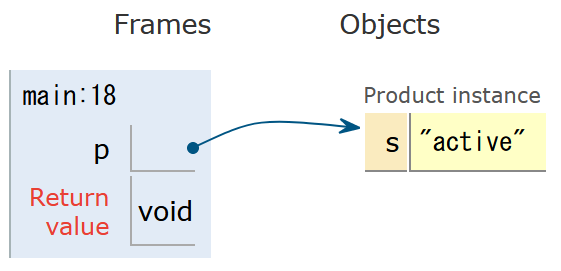 Frames Objects
main:18
Product instance
p
s "active"
Return
value
void